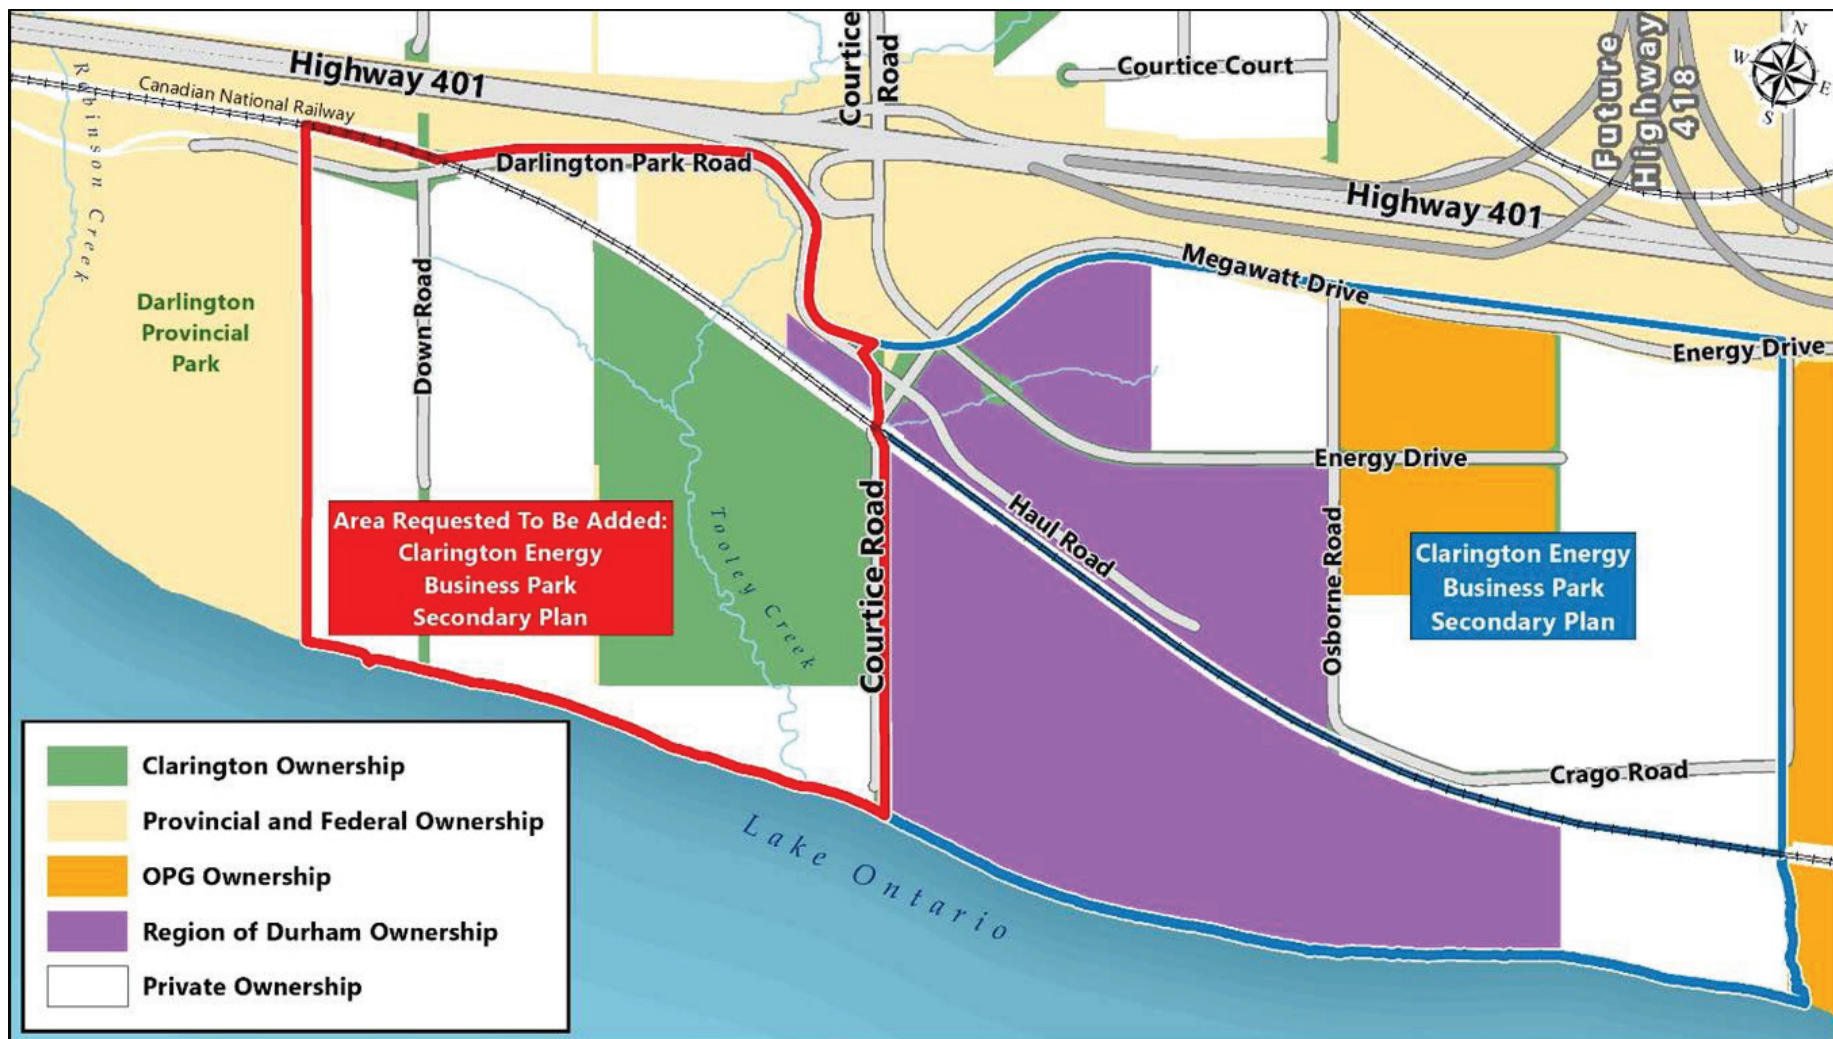 Highway 401
Canadian National Railway
Robinson Creek
Courtice
Road
Courtice Court
Future
Highway
418
N
W
E
S
Darlington Park Road
Highway 401
Megawatt Drive
Energy Drive
Darlington
Provincial
Park
Down Road
Energy Drive
Haul Road
Osborne Road
Courtice Road
Tooley Creek
Area Requested To Be Added:
Clarington Energy
Business Park
Secondary Plan
Clarington Energy
Business Park
Secondary Plan
Crago Road
Lake Ontario
Clarington Ownership
Provincial and Federal Ownership
OPG Ownership
Region of Durham Ownership
Private Ownership